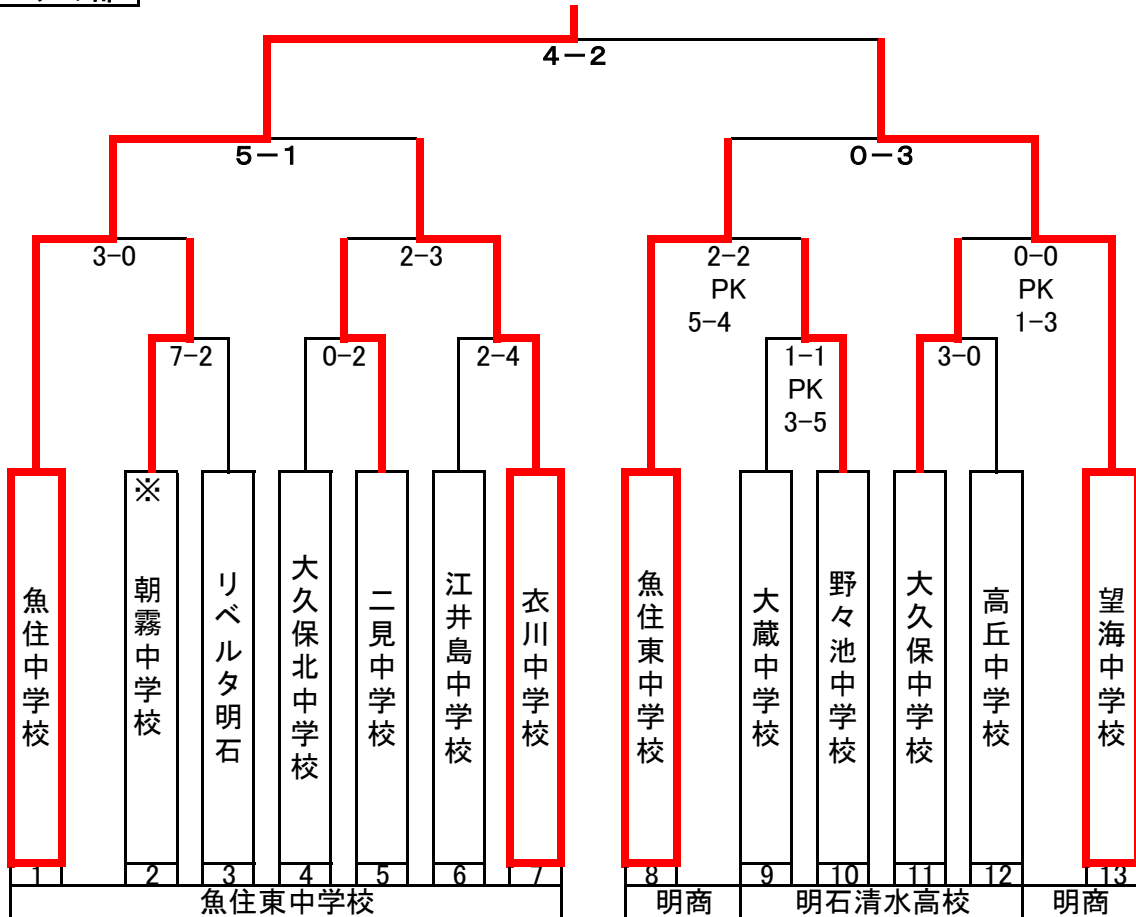 4－2
5－1
0－3
3-0
2-3
2-2
PK
5-4
0-0
PK
1-3
7-2
0-2
2-4
1-1
PK
3-5
3-0
魚住中学校
※朝霧中学校
リベルタ明石
大久保北中学校
二見中学校
江井島中学校
衣川中学校
魚住東中学校
大蔵中学校
野々池中学校
大久保中学校
高丘中学校
望海中学校
1 2 3 4 5 6 7 8 9 10 11 12 13
魚住東中学校 明商 明石清水高校 明商